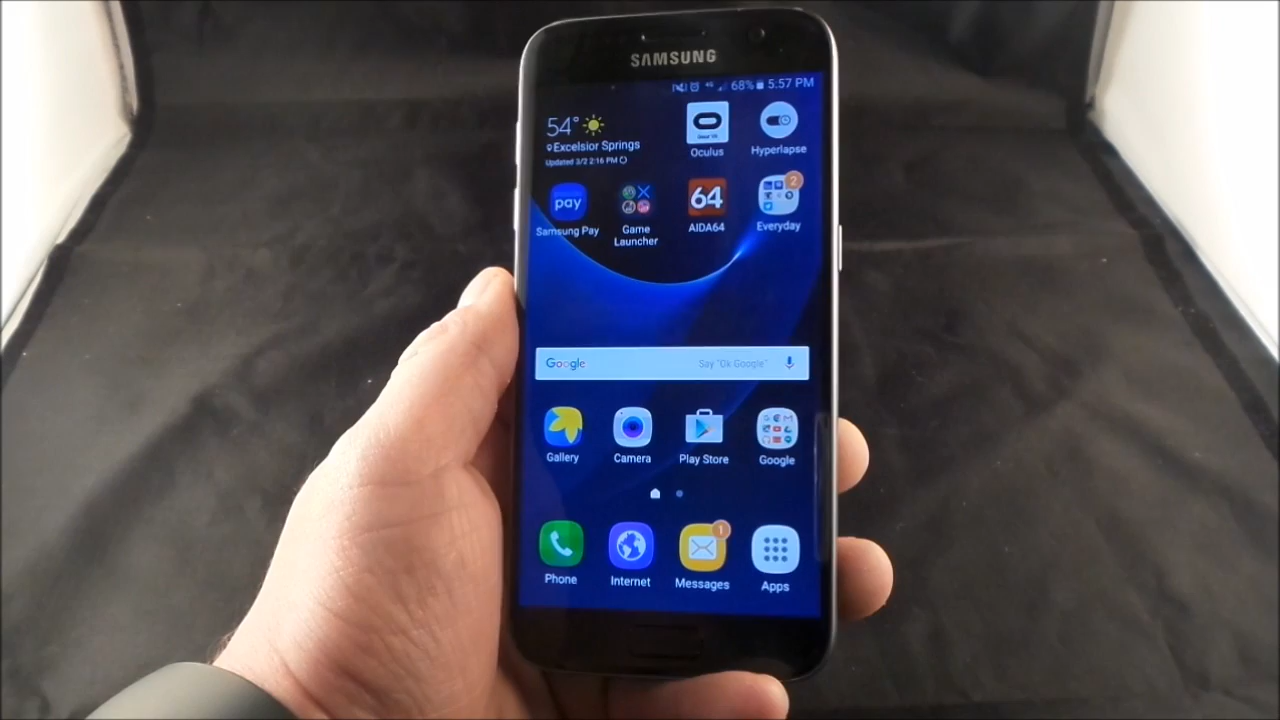 SAMSUNG
68% 5:57 PM
54°
Excelsior Springs
Updated 3/2 2:16 PM
Oculus
Hyperlapse
pay
64
2
Samsung Pay
Game
Launcher
AIDA64
Everyday
Google
Say "Ok Google"
Gallery
Camera
Play Store
Google
1
Phone
Internet
Messages
Apps